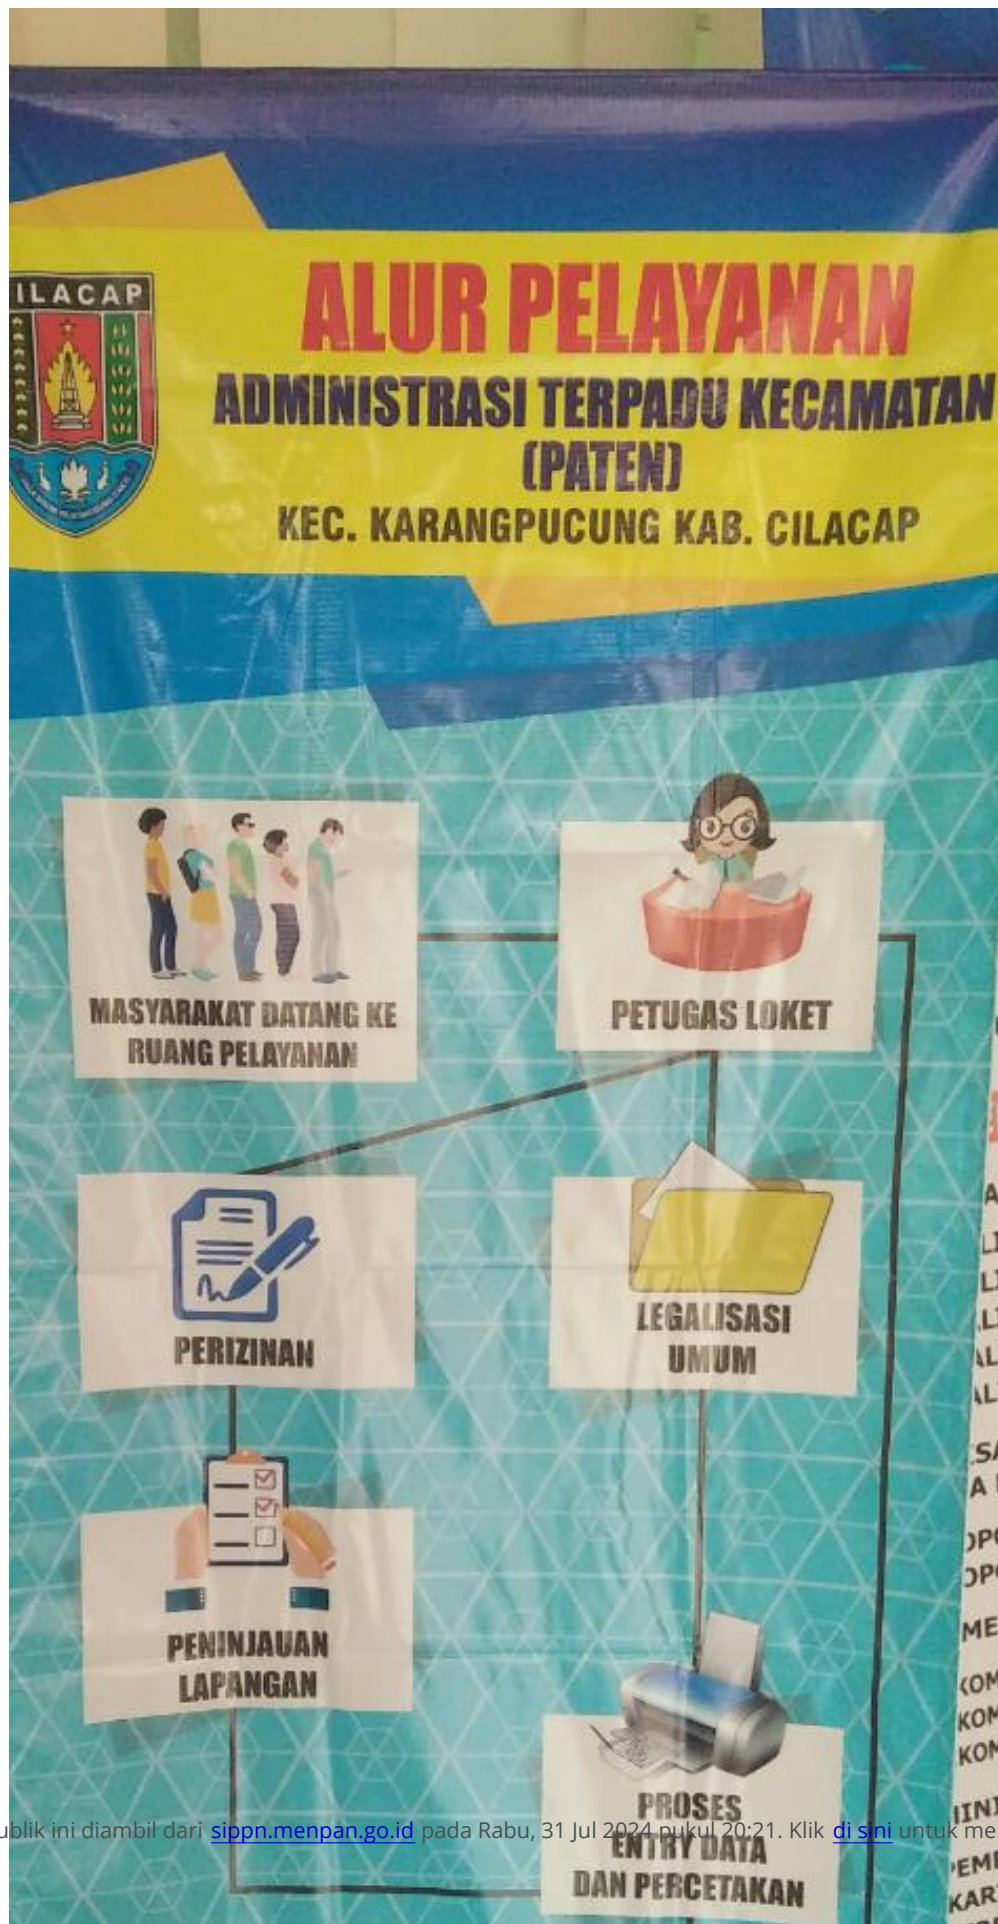 ILACAP
ALUR PELAYANAN
ADMINISTRASI TERPADU KECAMATAN
(PATEN)
KEC. KARANGPUCUNG KAB. CILACAP
MASYARAKAT DATANG KE
RUANG PELAYANAN
PETUGAS LOKET
PERIZINAN
LEGALISASI
UMUM
PENINJAUAN
LAPANGAN
PROSES
ENTRY DATA
DAN PERCETAKAN
ublik ini diambil dari sippn.menpan.go.id pada Rabu, 31 Jul 2024 pukul 20:21. Klik di sini untuk me